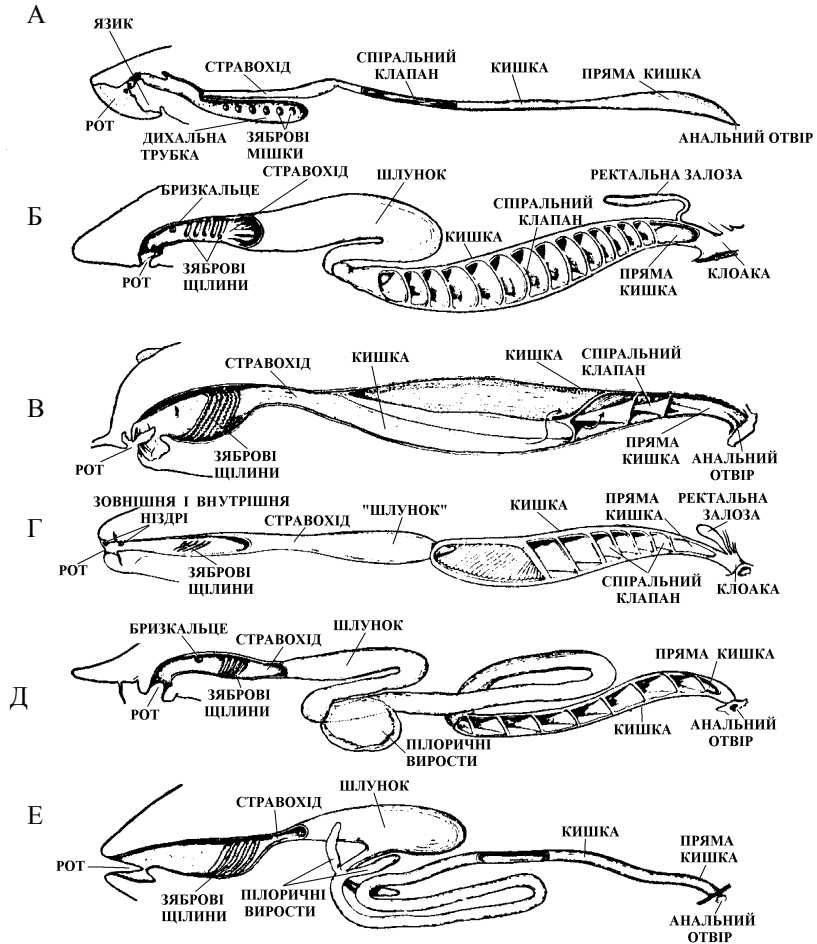 А
ЯЗИК
СТРАВОХІД
СПІРАЛЬНИЙ
КЛАПАН
КИШКА
ПРЯМА КИШКА
РОТ
ДИХАЛЬНА
ТРУБКА
ЗЯБРОВІ
МІШКИ
АНАЛЬНИЙ ОТВІР
Б
БРИЗКАЛЬЦЕ
СТРАВОХІД
ШЛУНОК
РЕКТАЛЬНА ЗАЛОЗА
СПІРАЛЬНИЙ
КЛАПАН
КИШКА
РОТ
ЗЯБРОВІ
ЩІЛИНИ
ПРЯМА
КИШКА
КЛОАКА
В
СТРАВОХІД
КИШКА
КИШКА
СПІРАЛЬНИЙ
КЛАПАН
РОТ
ЗЯБРОВІ
ЩІЛИНИ
ПРЯМА
КИШКА
АНАЛЬНИЙ
ОТВІР
Г
ЗОВНІШНЯ І ВНУТРІШНЯ
НІЗДРІ
СТРАВОХІД
"ШЛУНОК"
КИШКА
ПРЯМА
КИШКА
РЕКТАЛЬНА
ЗАЛОЗА
РОТ
ЗЯБРОВІ
ЩІЛИНИ
СПІРАЛЬНИЙ
КЛАПАН
КЛОАКА
Д
БРИЗКАЛЬЦЕ
СТРАВОХІД
ШЛУНОК
ПРЯМА КИШКА
РОТ
ЗЯБРОВІ
ЩІЛИНИ
ПІЛОРИЧНІ
ВИРОСТИ
КИШКА
АНАЛЬНИЙ
ОТВІР
Е
СТРАВОХІД
ШЛУНОК
КИШКА
ПРЯМА
КИШКА
РОТ
ЗЯБРОВІ
ЩІЛИНИ
ПІЛОРИЧНІ
ВИРОСТИ
АНАЛЬНИЙ
ОТВІР